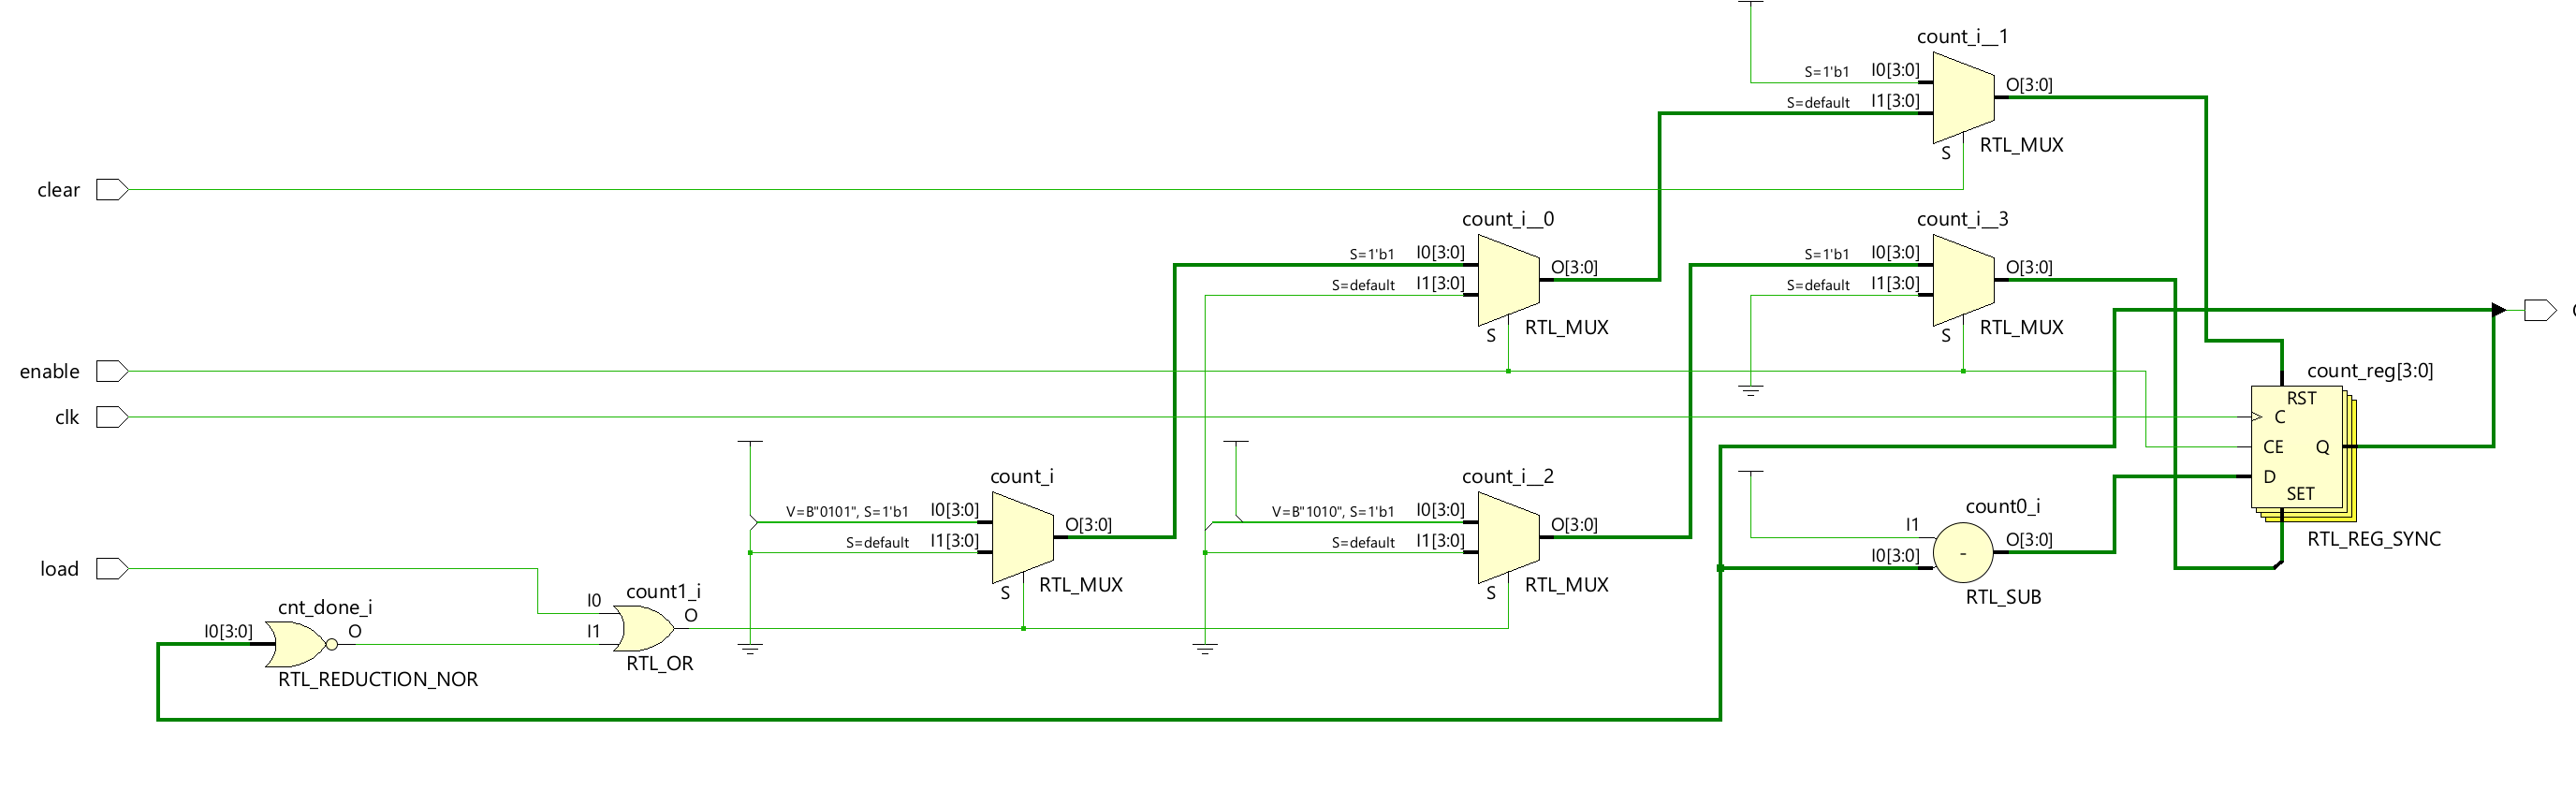 count_i__1
S=1'b1 I0[3:0]
O[3:0]
S=default I1[3:0]
S
RTL_MUX
clear
count_i__0
S=1'b1 I0[3:0]
O[3:0]
S=default I1[3:0]
S
RTL_MUX
count_i__3
S=1'b1 I0[3:0]
O[3:0]
S=default I1[3:0]
S
RTL_MUX
enable
clk
count_reg[3:0]
RST
C
CE
Q
D
SET
RTL_REG_SYNC
count_i
V=B"0101", S=1'b1 I0[3:0]
O[3:0]
S=default I1[3:0]
S
RTL_MUX
count_i__2
V=B"1010", S=1'b1 I0[3:0]
O[3:0]
S=default I1[3:0]
S
RTL_MUX
count0_i
I1
O[3:0]
I0[3:0]
-
RTL_SUB
load
cnt_done_i
I0[3:0]
O
RTL_REDUCTION_NOR
count1_i
I0
O
I1
RTL_OR